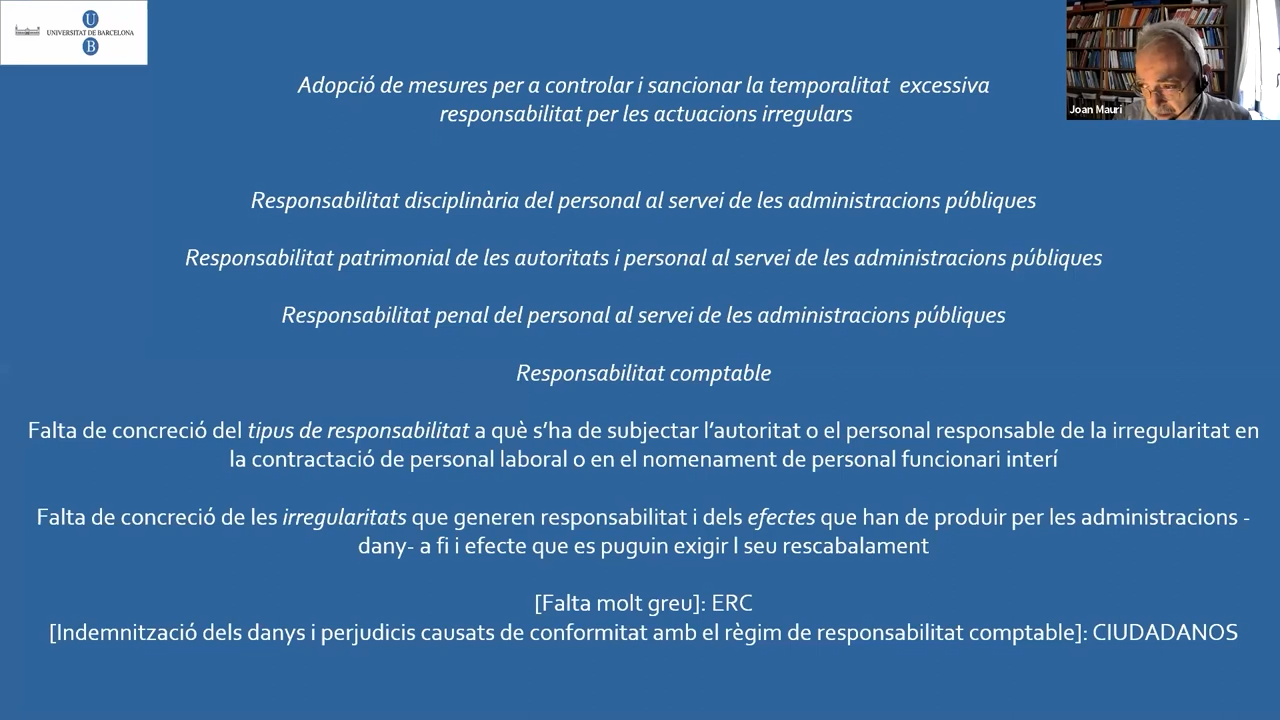 U
UNIVERSITAT DE BARCELONA
B
Joan Mauri
Adopció de mesures per a controlar i sancionar la temporalitat excessiva
responsabilitat per les actuacions irregulars
Responsabilitat disciplinària del personal al servei de les administracions públiques
Responsabilitat patrimonial de les autoritats i personal al servei de les administracions públiques
Responsabilitat penal del personal al servei de les administracions públiques
Responsabilitat comptable
Falta de concreció del tipus de responsabilitat a què s’ha de subjectar l’autoritat o el personal responsable de la irregularitat en
la contractació de personal laboral o en el nomenament de personal funcionari interí
Falta de concreció de les irregularitats que generen responsabilitat i dels efectes que han de produir per les administracions -
dany- a fi i efecte que es puguin exigir l seu rescabalament
[Falta molt greu]: ERC
[Indemnització dels danys i perjudicis causats de conformitat amb el règim de responsabilitat comptable]: CIUDADANOS